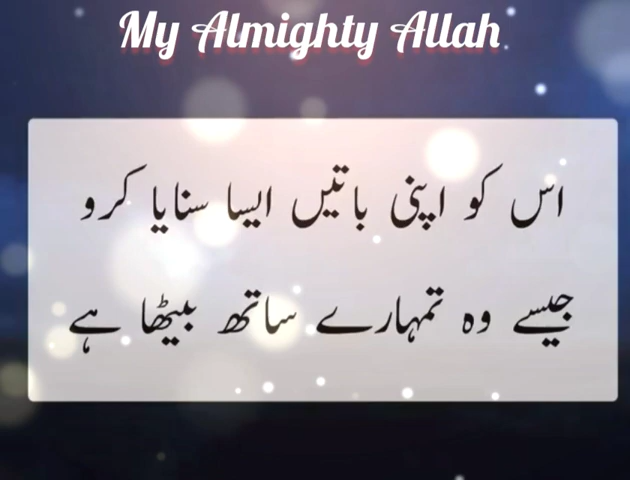 My Almighty Allah
اس کو اپنی باتیں ایسا سنایا کرو
جیسے وہ تمہارے ساتھ بیٹھا ہے